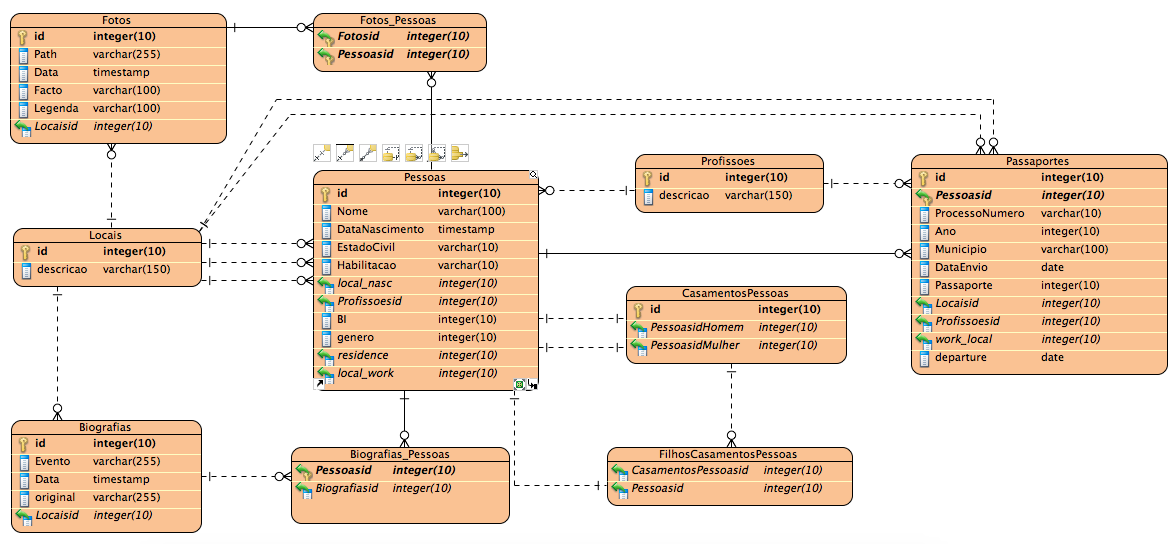 Fotos
id integer(10)
Path varchar(255)
Data timestamp
Facto varchar(100)
Legenda varchar(100)
Locaisid integer(10)
Fotos_Pessoas
Fotosid integer(10)
Pessoasid integer(10)
Pessoas
id integer(10)
Nome varchar(100)
DataNascimento timestamp
EstadoCivil varchar(10)
Habilitacao varchar(10)
local_nasc integer(10)
Profissoesid integer(10)
BI integer(10)
genero integer(10)
residence integer(10)
local_work integer(10)
Profissoes
id integer(10)
descricao varchar(150)
Passaportes
id integer(10)
Pessoasid integer(10)
ProcessoNumero varchar(10)
Ano integer(10)
Municipio varchar(100)
DataEnvio date
Passaporte integer(10)
Locaisid integer(10)
Profissoesid integer(10)
work_local integer(10)
departure date
Locais
id integer(10)
descricao varchar(150)
CasamentosPessoas
id integer(10)
PessoasidHomem integer(10)
PessoasidMulher integer(10)
Biografias
id integer(10)
Evento varchar(255)
Data timestamp
original varchar(255)
Locaisid integer(10)
Biografias_Pessoas
Pessoasid integer(10)
Biografiasid integer(10)
FilhosCasamentosPessoas
CasamentosPessoasid integer(10)
Pessoasid integer(10)